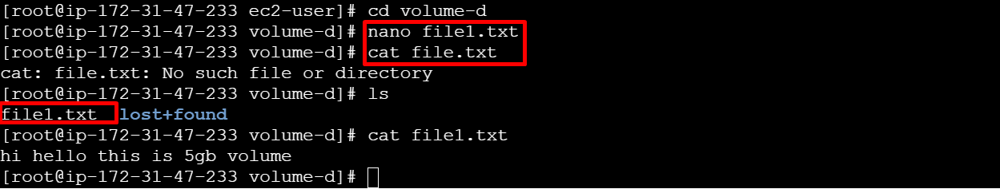 [root@ip-172-31-47-233 ec2-user]# cd volume-d
[root@ip-172-31-47-233 volume-d]# nano file1.txt
[root@ip-172-31-47-233 volume-d]# cat file.txt
cat: file.txt: No such file or directory
[root@ip-172-31-47-233 volume-d]# ls
file1.txt  lost+found
[root@ip-172-31-47-233 volume-d]# cat file1.txt
hi hello this is 5gb volume
[root@ip-172-31-47-233 volume-d]#